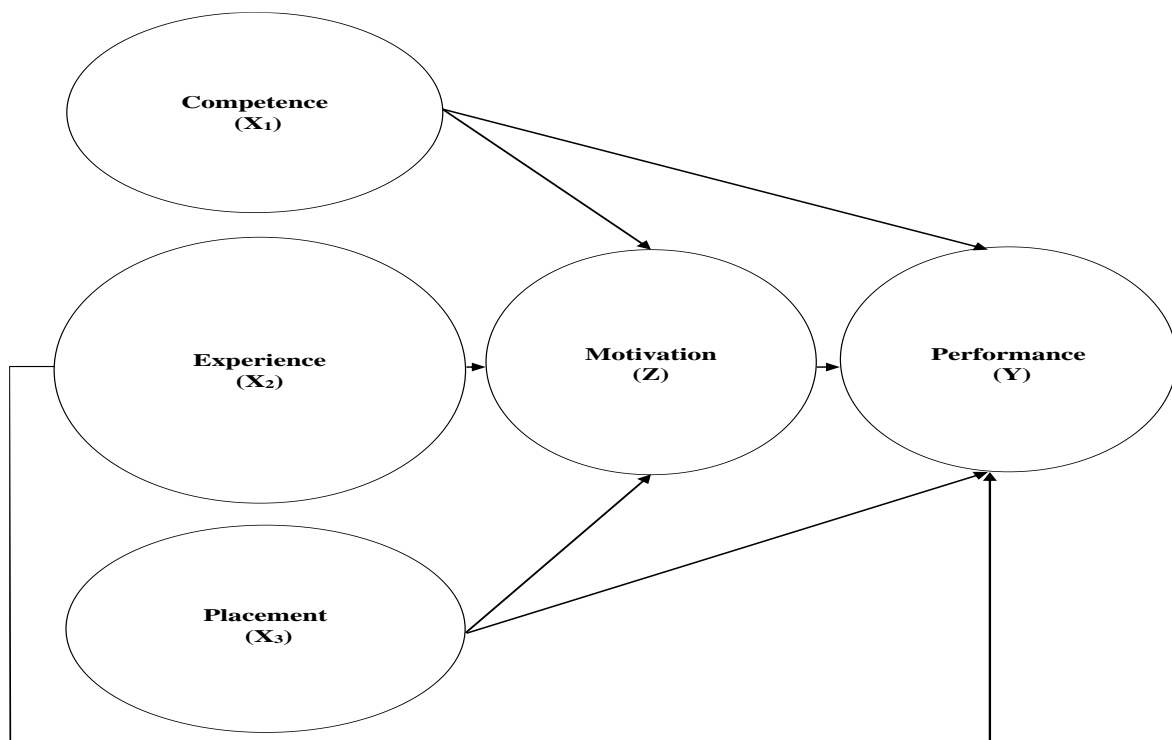 Competence
(X₁)
Experience
(X₂)
Motivation
(Z)
Performance
(Y)
Placement
(X₃)